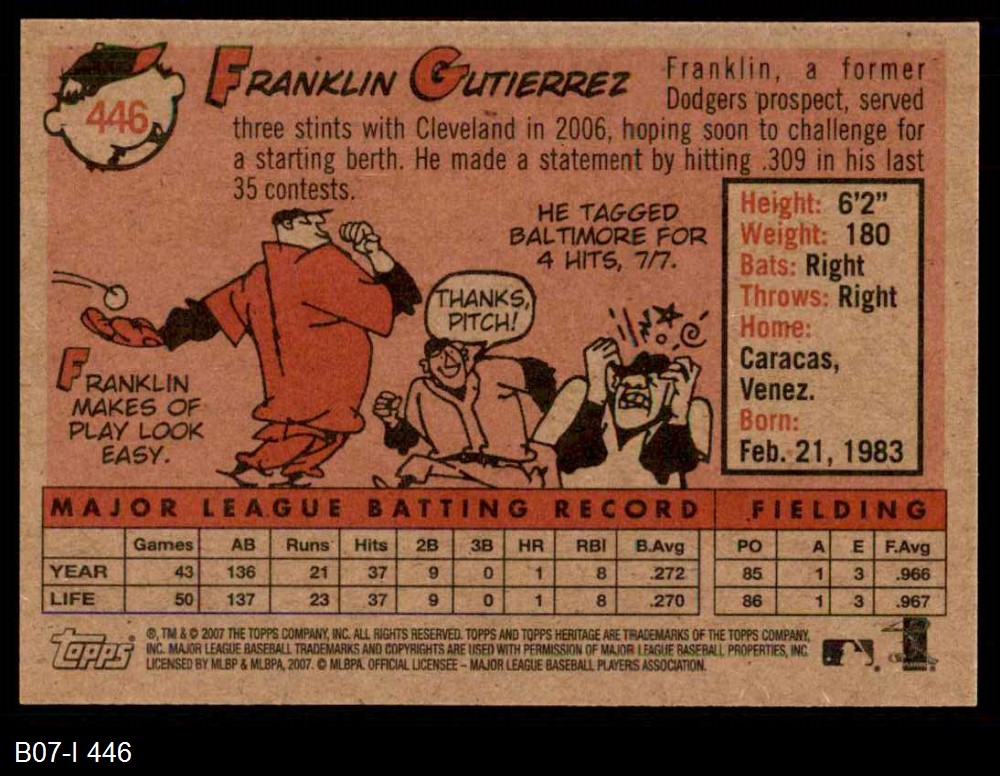 446
FRANKLIN GUTIERREZ
Franklin, a former
Dodgers prospect, served
three stints with Cleveland in 2006, hoping soon to challenge for
a starting berth. He made a statement by hitting .309 in his last
35 contests.
HE TAGGED
BALTIMORE FOR
4 HITS, 7/7.
THANKS,
PITCH!
FRANKLIN
MAKES OF
PLAY LOOK
EASY.
Height: 6'2"
Weight: 180
Bats: Right
Throws: Right
Home:
Caracas,
Venez.
Born:
Feb. 21, 1983
MAJOR LEAGUE BATTING RECORD FIELDING
Games AB Runs Hits 2B 3B HR RBI B.Avg PO A E F.Avg
YEAR 43 136 21 37 9 0 1 8 .272 85 1 3 .966
LIFE 50 137 23 37 9 0 1 8 .270 86 1 3 .967
Topps
®, TM & © 2007 THE TOPPS COMPANY, INC. ALL RIGHTS RESERVED. TOPPS AND TOPPS HERITAGE ARE TRADEMARKS OF THE TOPPS COMPANY,
INC. MAJOR LEAGUE BASEBALL TRADEMARKS AND COPYRIGHTS ARE USED WITH PERMISSION OF MAJOR LEAGUE BASEBALL PROPERTIES, INC.
LICENSED BY MLBP & MLBPA, 2007. © MLBPA. OFFICIAL LICENSEE – MAJOR LEAGUE BASEBALL PLAYERS ASSOCIATION.
B07-I 446